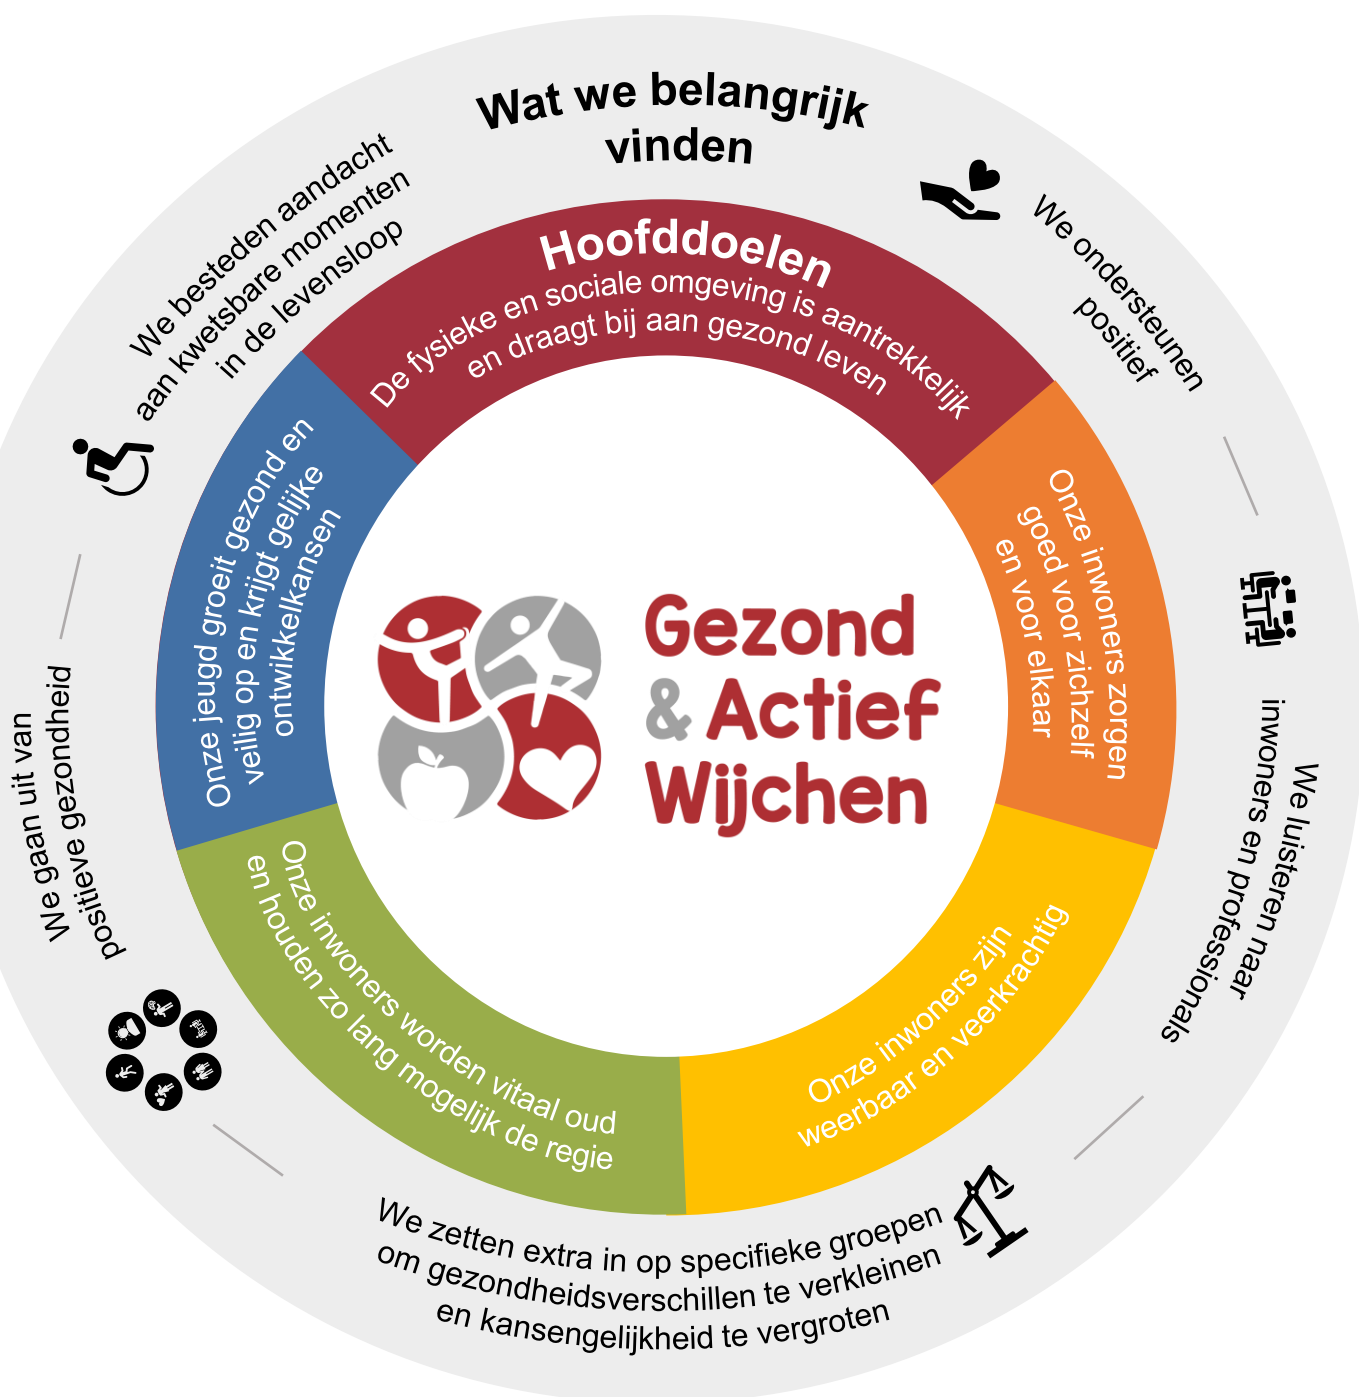 Wat we belangrijk
vinden
We ondersteunen
positief
We luisteren naar
inwoners en professionals
We zetten extra in op specifieke groepen
om gezondheidsverschillen te verkleinen
en kansengelijkheid te vergroten
We gaan uit van
positieve gezondheid
We besteden aandacht
aan kwetsbare momenten
in de levensloop
Hoofddoelen
De fysieke en sociale omgeving is aantrekkelijk
en draagt bij aan gezond leven
Onze inwoners zorgen
goed voor zichzelf
en voor elkaar
Onze inwoners zijn
weerbaar en veerkrachtig
Onze inwoners worden vitaal oud
en houden zo lang mogelijk de regie
Onze jeugd groeit gezond en
veilig op en krijgt gelijke
ontwikkelkansen
Gezond
& Actief
Wijchen